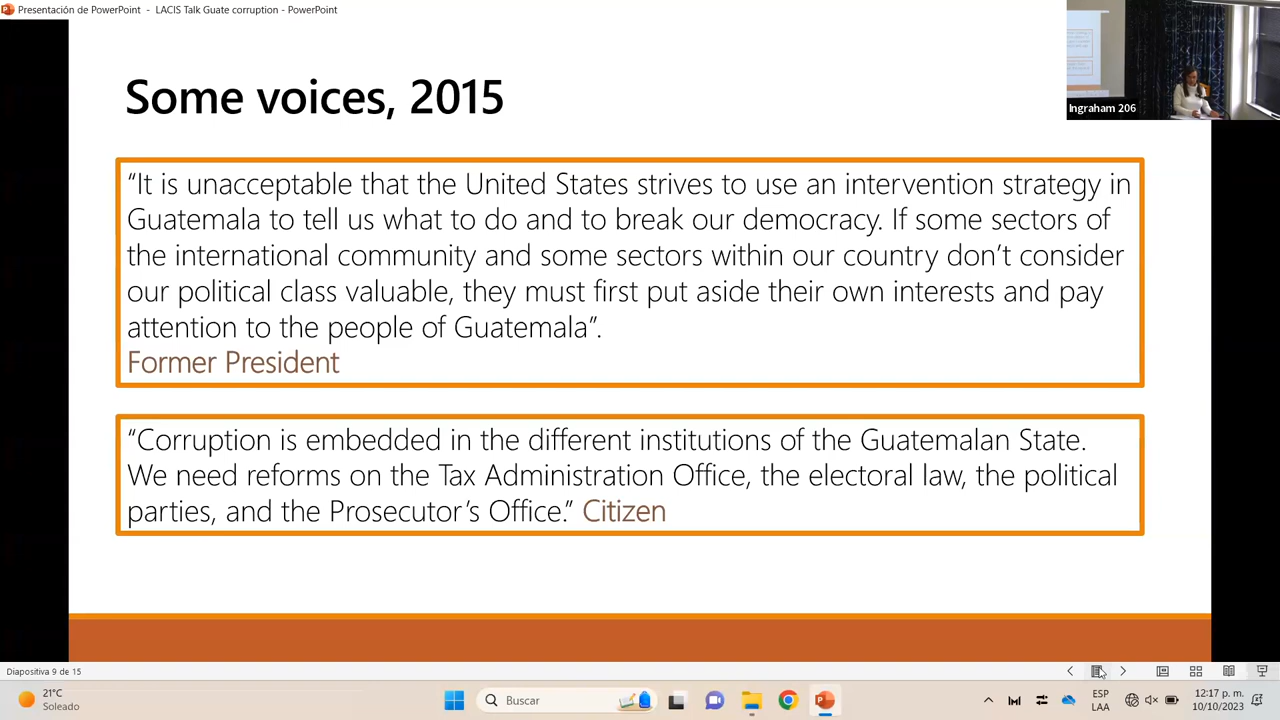 Presentación de PowerPoint - LACIS Talk Guate corruption - PowerPoint
Some voices, 2015
Ingraham 206
“It is unacceptable that the United States strives to use an intervention strategy in
Guatemala to tell us what to do and to break our democracy. If some sectors of
the international community and some sectors within our country don’t consider
our political class valuable, they must first put aside their own interests and pay
attention to the people of Guatemala”.
Former President
“Corruption is embedded in the different institutions of the Guatemalan State.
We need reforms on the Tax Administration Office, the electoral law, the political
parties, and the Prosecutor’s Office.” Citizen
Diapositiva 9 de 15
21°C
Soleado
Buscar
ESP
LAA
12:17 p. m.
10/10/2023